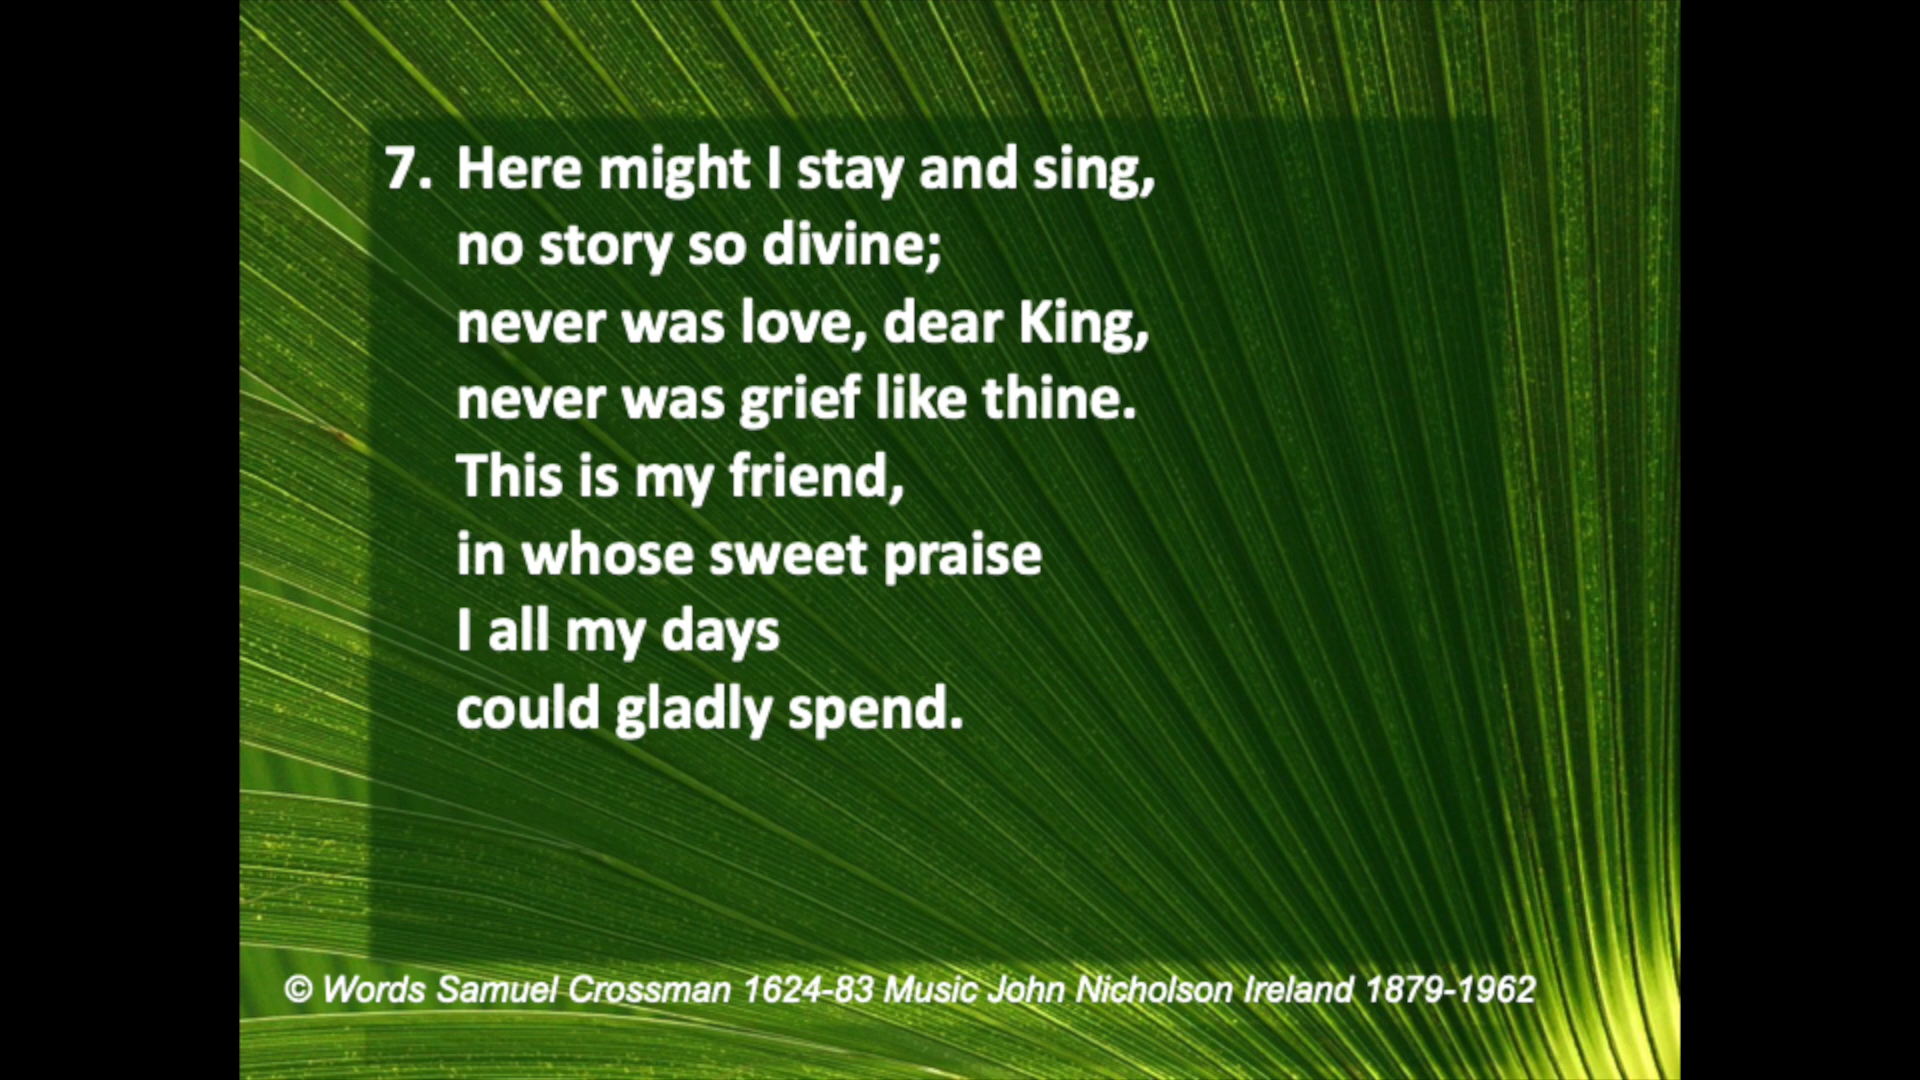 7. Here might I stay and sing,
no story so divine;
never was love, dear King,
never was grief like thine.
This is my friend,
in whose sweet praise
I all my days
could gladly spend.
© Words Samuel Crossman 1624-83 Music John Nicholson Ireland 1879-1962